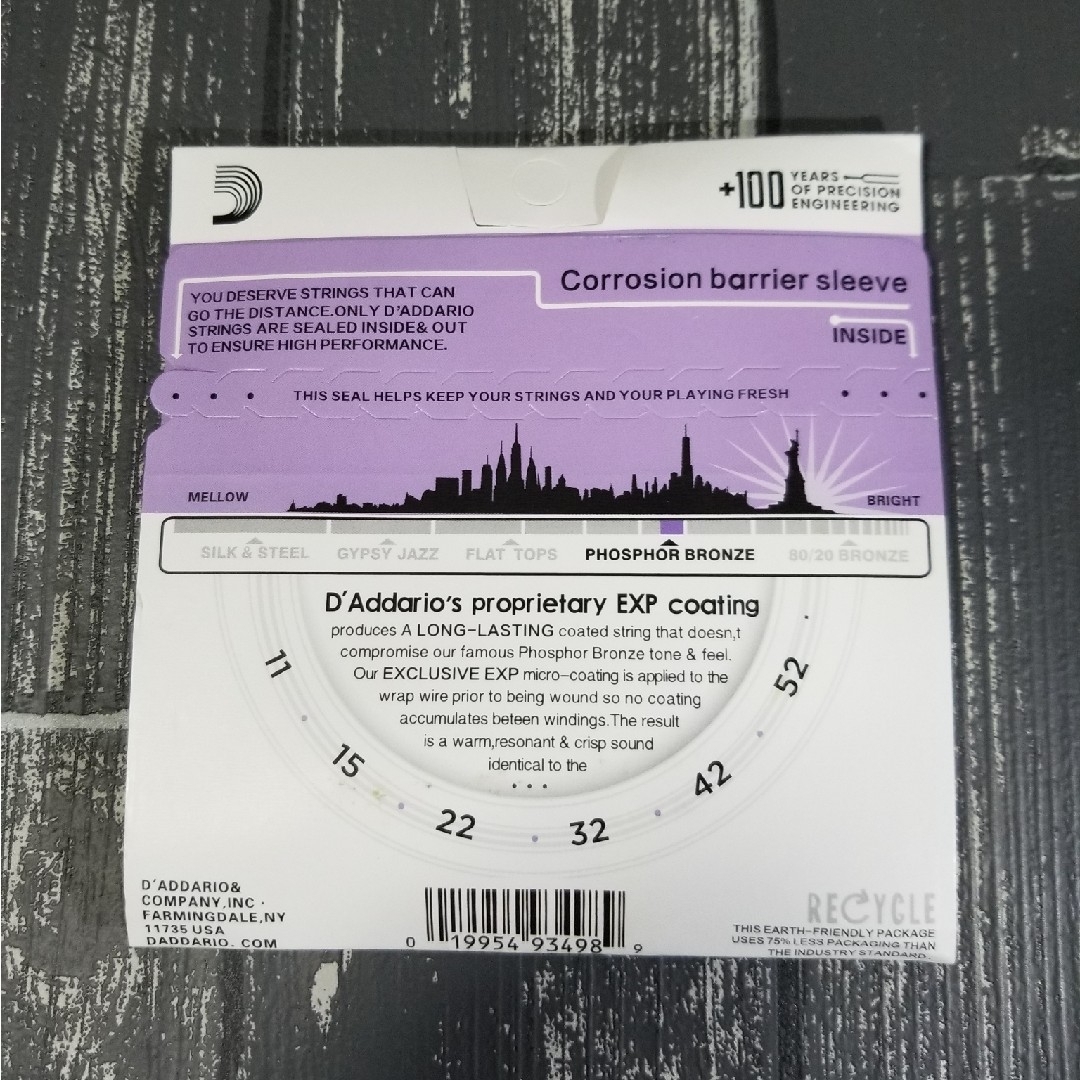 +100 YEARS
OF PRECISION
ENGINEERING
Corrosion barrier sleeve
INSIDE
YOU DESERVE STRINGS THAT CAN
GO THE DISTANCE.ONLY D'ADDARIO
STRINGS ARE SEALED INSIDE& OUT
TO ENSURE HIGH PERFORMANCE.
THIS SEAL HELPS KEEP YOUR STRINGS AND YOUR PLAYING FRESH
MELLOW BRIGHT
SILK & STEEL GYPSY JAZZ FLAT TOPS PHOSPHOR BRONZE 80/20 BRONZE
D'Addario's proprietary EXP coating
produces A LONG-LASTING coated string that doesn,t
compromise our famous Phosphor Bronze tone & feel.
Our EXCLUSIVE EXP micro-coating is applied to the
wrap wire prior to being wound so no coating
accumulates beteen windings.The result
is a warm,resonant & crisp sound
identical to the
...
11 15 22 32 42 52
D'ADDARIO&
COMPANY,INC ·
FARMINGDALE,NY
11735 USA
DADDARIO. COM
0 19954 93498 9
RECYCLE
THIS EARTH-FRIENDLY PACKAGE
USES 75% LESS PACKAGING THAN
THE INDUSTRY STANDARD.